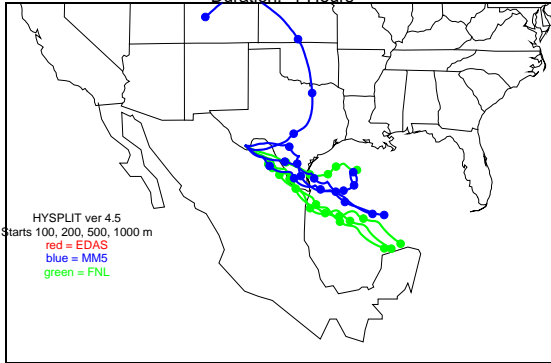 HYSPLIT ver 4.5
Starts 100, 200, 500, 1000 m
red = EDAS
blue = MM5
green = FNL